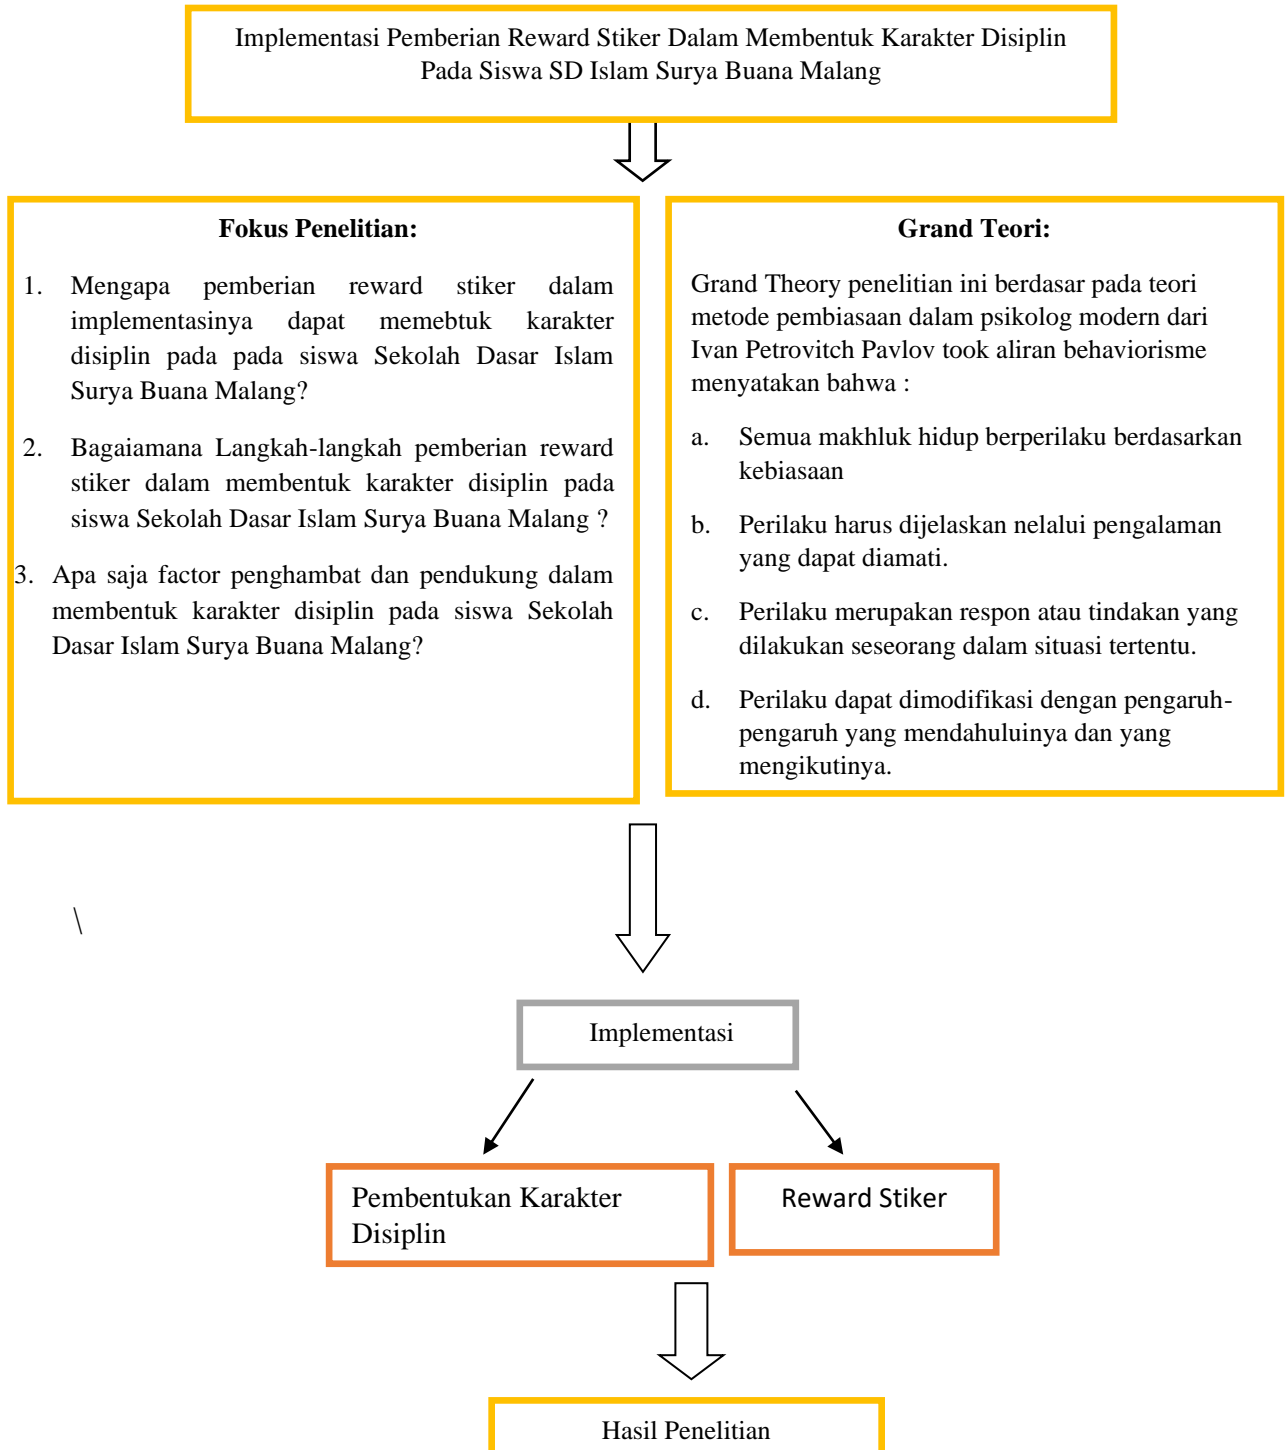 Implementasi Pemberian Reward Stiker Dalam Membentuk Karakter Disiplin
Pada Siswa SD Islam Surya Buana Malang
Fokus Penelitian:
1. Mengapa pemberian reward stiker dalam
implementasinya dapat memebtuk karakter
disiplin pada pada siswa Sekolah Dasar Islam
Surya Buana Malang?
2. Bagaiamana Langkah-langkah pemberian reward
stiker dalam membentuk karakter disiplin pada
siswa Sekolah Dasar Islam Surya Buana Malang ?
3. Apa saja factor penghambat dan pendukung dalam
membentuk karakter disiplin pada siswa Sekolah
Dasar Islam Surya Buana Malang?
Grand Teori:
Grand Theory penelitian ini berdasar pada teori
metode pembiasaan dalam psikolog modern dari
Ivan Petrovitch Pavlov took aliran behaviorisme
menyatakan bahwa :
a. Semua makhluk hidup berperilaku berdasarkan
kebiasaan
b. Perilaku harus dijelaskan nelalui pengalaman
yang dapat diamati.
c. Perilaku merupakan respon atau tindakan yang
dilakukan seseorang dalam situasi tertentu.
d. Perilaku dapat dimodifikasi dengan pengaruh-
pengaruh yang mendahuluinya dan yang
mengikutinya.
\
Implementasi
Pembentukan Karakter
Disiplin
Reward Stiker
Hasil Penelitian